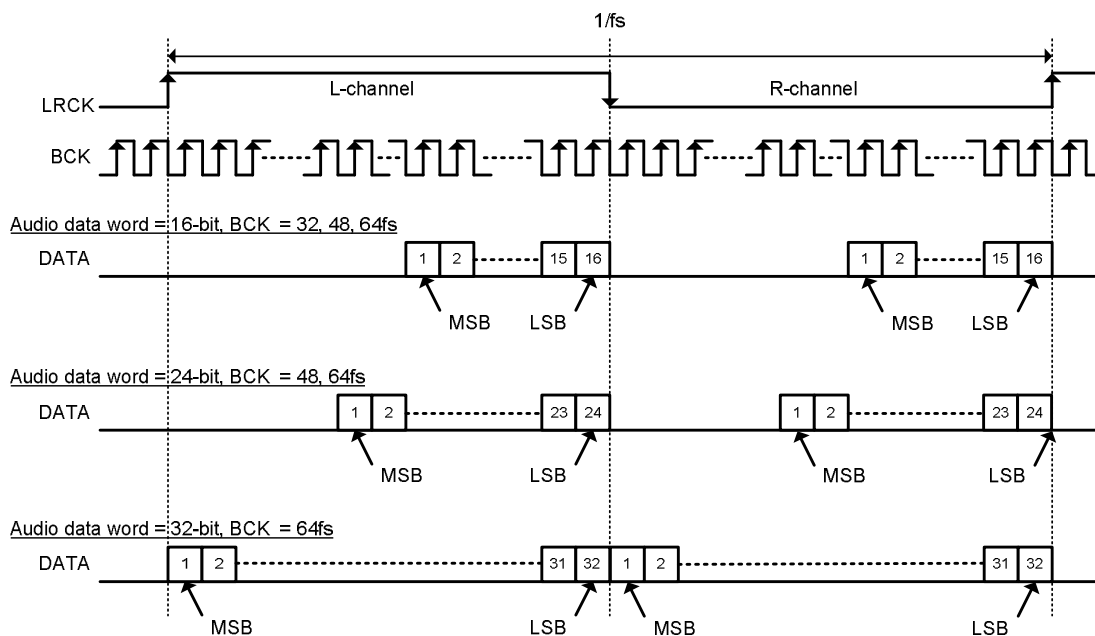 1/fs
L-channel R-channel
LRCK
BCK
Audio data word = 16-bit, BCK = 32, 48, 64fs
DATA 1 2 15 16 1 2 15 16
MSB LSB MSB LSB
Audio data word = 24-bit, BCK = 48, 64fs
DATA 1 2 23 24 1 2 23 24
MSB LSB MSB LSB
Audio data word = 32-bit, BCK = 64fs
DATA 1 2 31 32 1 2 31 32
MSB LSB MSB LSB